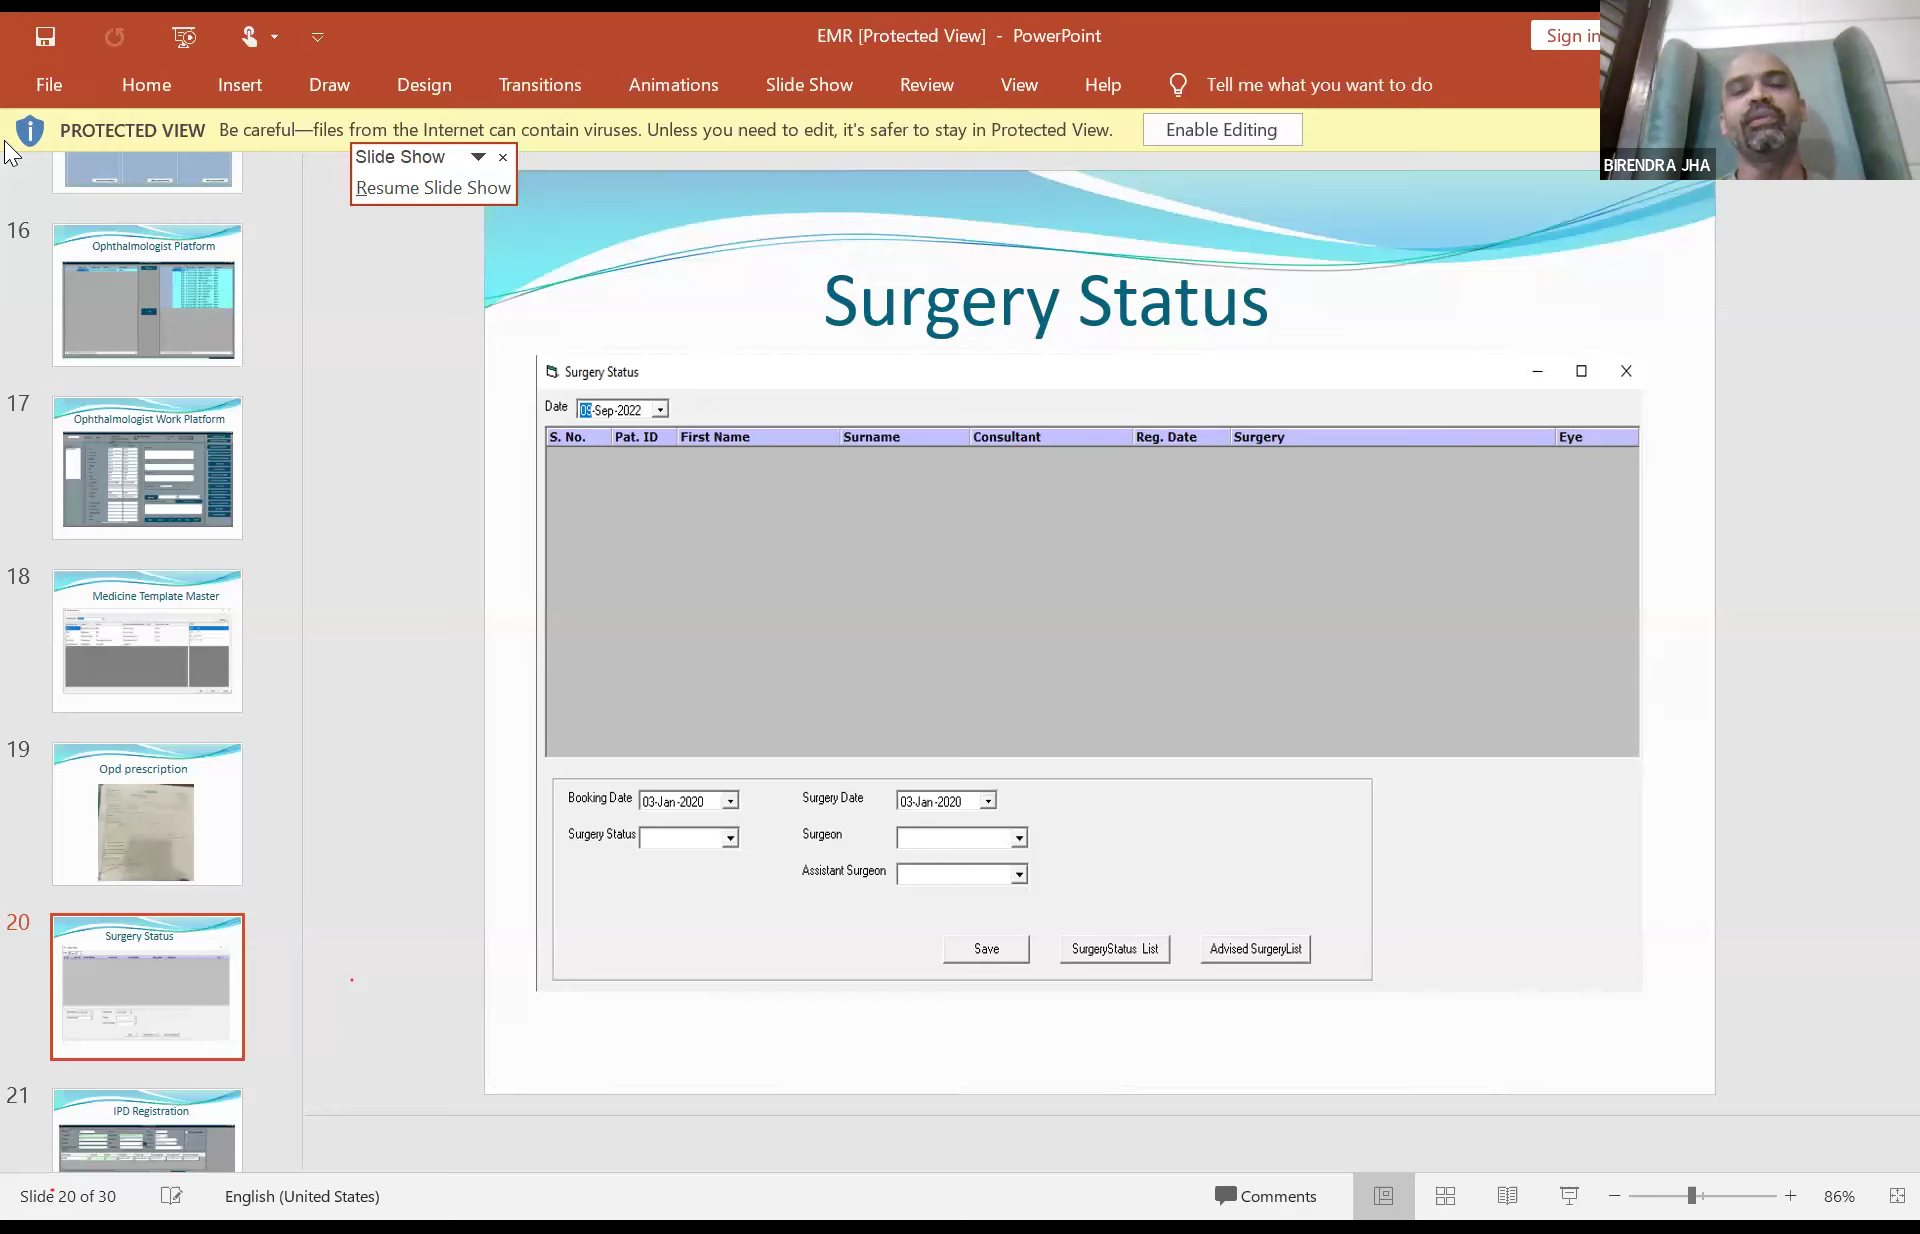 EMR [Protected View] - PowerPoint
Sign in
File Home Insert Draw Design Transitions Animations Slide Show Review View Help Tell me what you want to do
PROTECTED VIEW Be careful—files from the Internet can contain viruses. Unless you need to edit, it's safer to stay in Protected View. Enable Editing
BIRENDRA JHA
Slide Show
Resume Slide Show
16
Ophthalmologist Platform
17
Ophthalmologist Work Platform
18
Medicine Template Master
19
Opd prescription
20
Surgery Status
21
IPD Registration
Surgery Status
Surgery Status
Date 09-Sep-2022
S. No. Pat. ID First Name Surname Consultant Reg. Date Surgery Eye
Booking Date 03-Jan-2020 Surgery Date 03-Jan-2020
Surgery Status Surgeon
Assistant Surgeon
Save SurgeryStatus List Advised SurgeryList
Slide 20 of 30 English (United States) Comments 86%